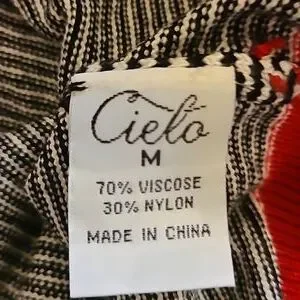 Cielo
M
70% VISCOSE
30% NYLON
MADE IN CHINA